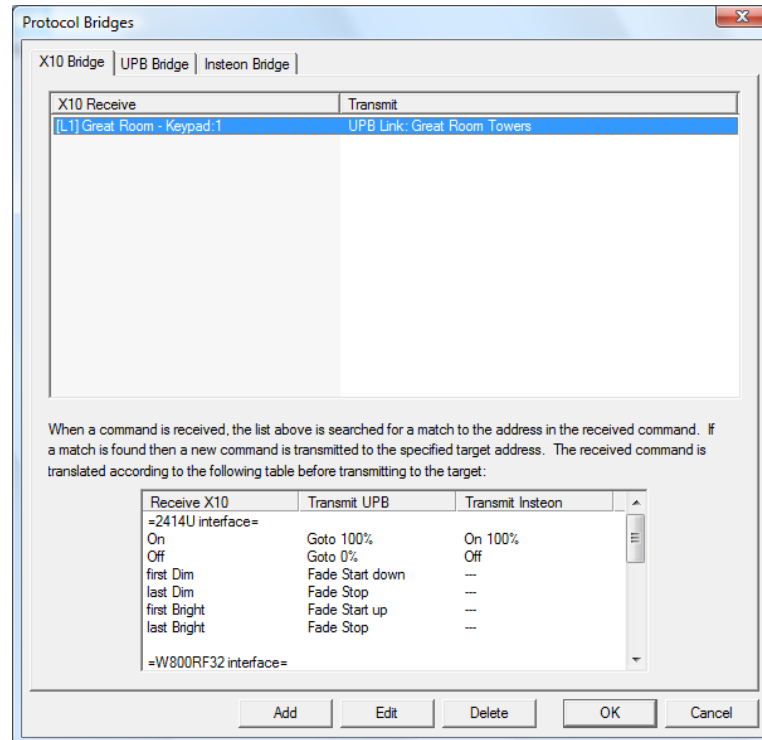 Protocol Bridges
X10 Bridge UPB Bridge Insteon Bridge
X10 Receive Transmit
[L1] Great Room - Keypad:1 UPB Link: Great Room Towers
When a command is received, the list above is searched for a match to the address in the received command. If
a match is found then a new command is transmitted to the specified target address. The received command is
translated according to the following table before transmitting to the target:
Receive X10 Transmit UPB Transmit Insteon
=2414U interface=
On Goto 100% On 100%
Off Goto 0% Off
first Dim Fade Start down ---
last Dim Fade Stop ---
first Bright Fade Start up ---
last Bright Fade Stop ---
=W800RF32 interface=
Add Edit Delete OK Cancel